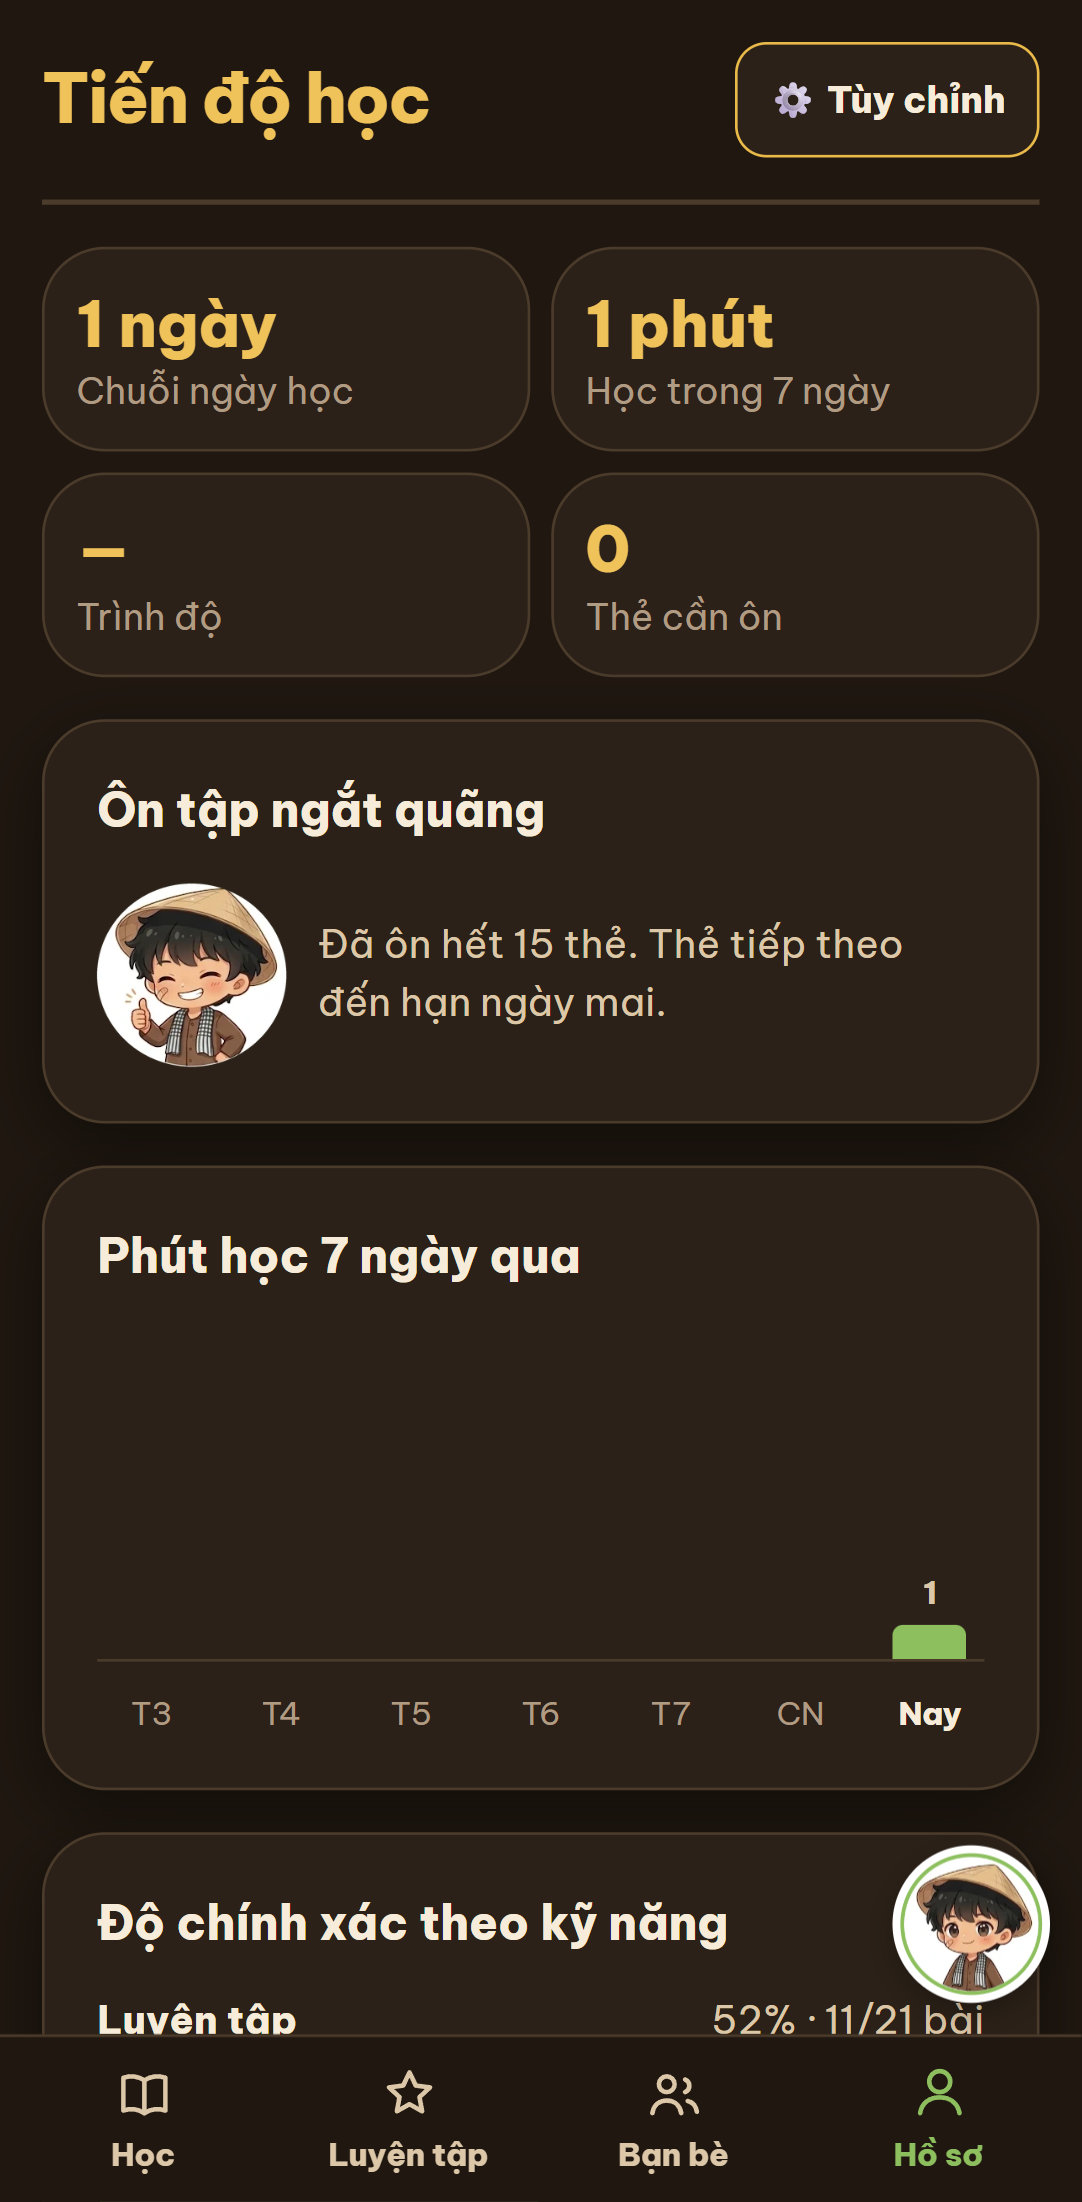 Tiến độ học
Tùy chỉnh
1 ngày
Chuỗi ngày học
1 phút
Học trong 7 ngày
–
Trình độ
0
Thẻ cần ôn
Ôn tập ngắt quãng
Đã ôn hết 15 thẻ. Thẻ tiếp theo
đến hạn ngày mai.
Phút học 7 ngày qua
1
T3 T4 T5 T6 T7 CN Nay
Độ chính xác theo kỹ năng
Luyện tập 52% · 11/21 bài
Học Luyện tập Bạn bè Hồ sơ